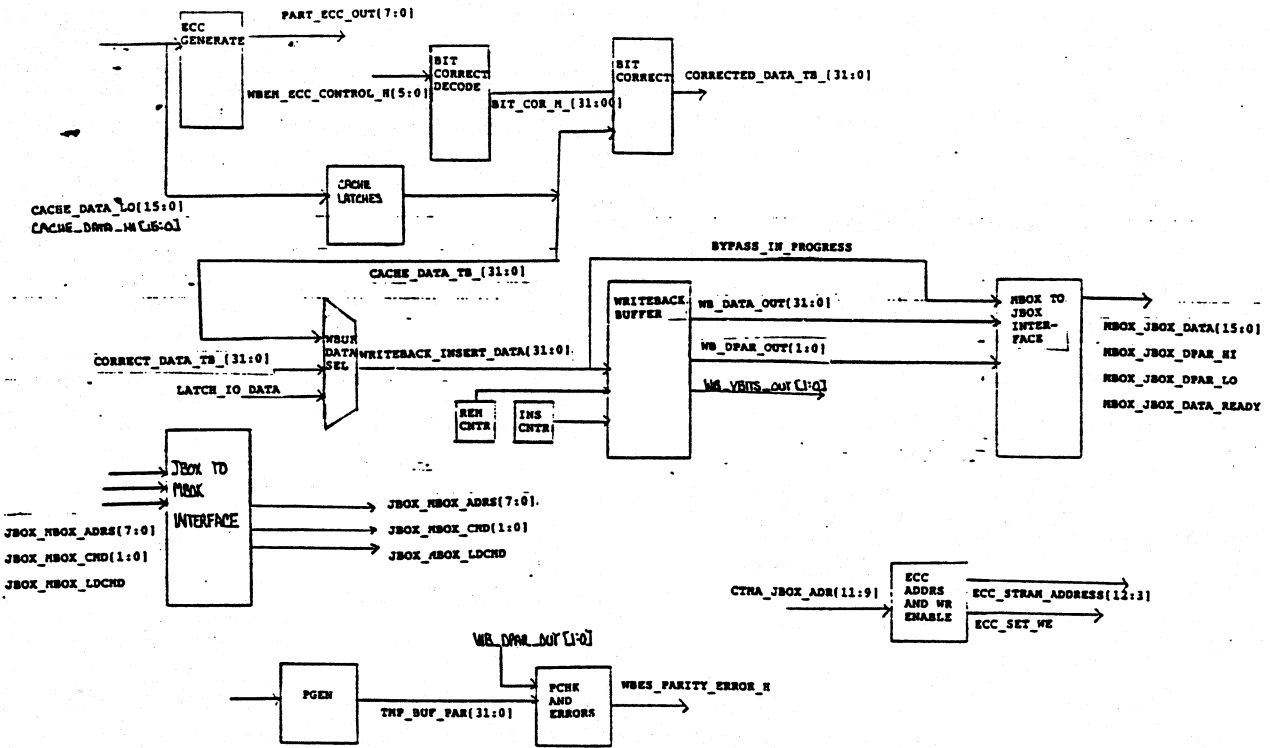 PART_ECC_OUT[7:0]
ECC
GENERATE
WBEM_ECC_CONTROL_H[5:0]
BIT
CORRECT
DECODE
BIT_COR_H_[31:00]
BIT
CORRECT
CORRECTED_DATA_TB_[31:0]
CACHE
LATCHES
CACHE_DATA_LO[15:0]
CACHE_DATA_HI[15:0]
CACHE_DATA_TB_[31:0]
BYPASS_IN_PROGRESS
WBUF
DATA
SEL
CORRECT_DATA_TB_[31:0]
LATCH_IO_DATA
WRITEBACK_INSERT_DATA[31:0]
REM
CNTR
INS
CNTR
WRITEBACK
BUFFER
WB_DATA_OUT[31:0]
WB_DPAR_OUT[1:0]
WB_VBITS_OUT[1:0]
MBOX TO
JBOX
INTER-
FACE
MBOX_JBOX_DATA[15:0]
MBOX_JBOX_DPAR_HI
MBOX_JBOX_DPAR_LO
MBOX_JBOX_DATA_READY
JBOX TO
MBOX
INTERFACE
JBOX_MBOX_ADRS[7:0]
JBOX_MBOX_CMD[1:0]
JBOX_MBOX_LDCMD
JBOX_MBOX_ADRS[7:0]
JBOX_MBOX_CMD[1:0]
JBOX_MBOX_LDCMD
CTMA_JBOX_ADR[11:9]
ECC
ADDRS
AND WR
ENABLE
ECC_STRAM_ADDRESS[12:3]
ECC_SET_WE
WB_DPAR_OUT[1:0]
PGEN
TMP_BUF_PAR[31:0]
PCHK
AND
ERRORS
WBES_PARITY_ERROR_H